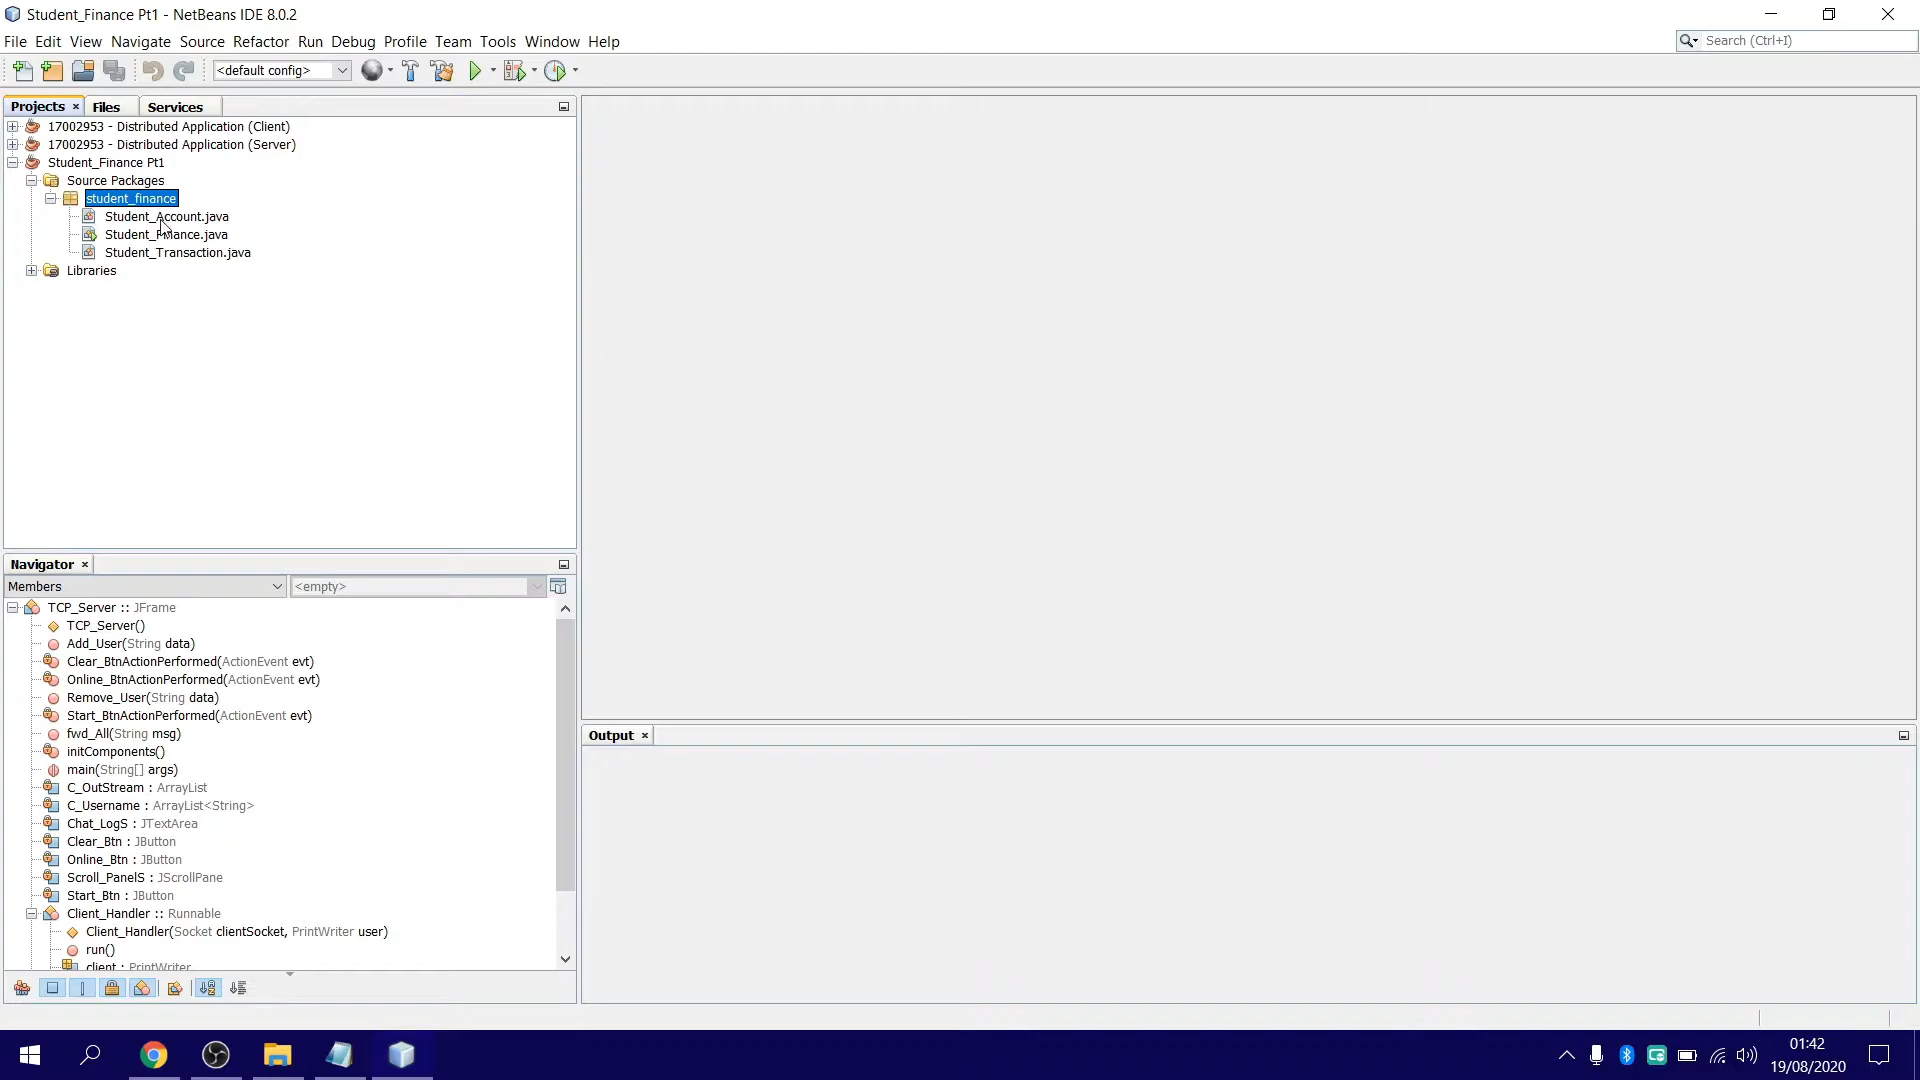 Student_Finance Pt1 - NetBeans IDE 8.0.2
File Edit View Navigate Source Refactor Run Debug Profile Team Tools Window Help
Search (Ctrl+I)
<default config>
Projects Files Services
17002953 - Distributed Application (Client)
17002953 - Distributed Application (Server)
Student_Finance Pt1
Source Packages
student_finance
Student_Account.java
Student_Finance.java
Student_Transaction.java
Libraries
Navigator
Members <empty>
TCP_Server :: JFrame
TCP_Server()
Add_User(String data)
Clear_BtnActionPerformed(ActionEvent evt)
Online_BtnActionPerformed(ActionEvent evt)
Remove_User(String data)
Start_BtnActionPerformed(ActionEvent evt)
fwd_All(String msg)
initComponents()
main(String[] args)
C_OutStream : ArrayList
C_Username : ArrayList<String>
Chat_LogS : JTextArea
Clear_Btn : JButton
Online_Btn : JButton
Scroll_PanelS : JScrollPane
Start_Btn : JButton
Client_Handler :: Runnable
Client_Handler(Socket clientSocket, PrintWriter user)
run()
client : PrintWriter
Output
01:42
19/08/2020